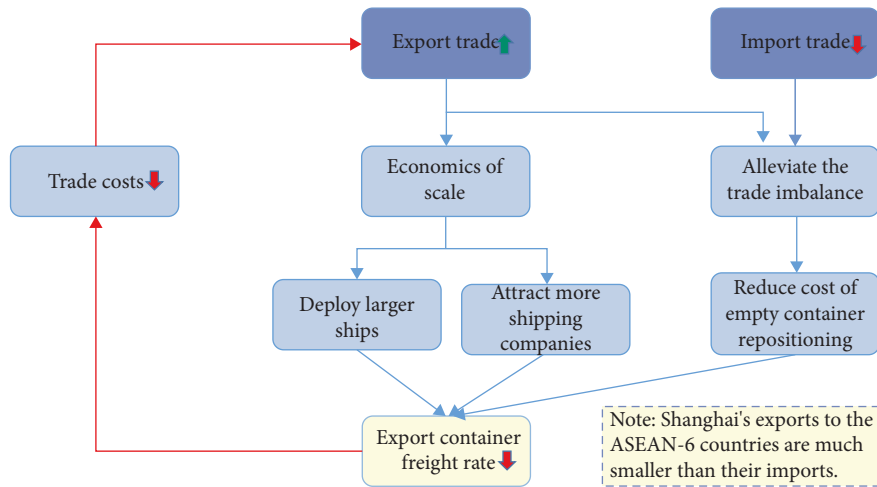 Export trade
Import trade
Trade costs
Economics of
scale
Alleviate the
trade imbalance
Deploy larger
ships
Attract more
shipping
companies
Reduce cost of
empty container
repositioning
Export container
freight rate
Note: Shanghai's exports to the
ASEAN-6 countries are much
smaller than their imports.